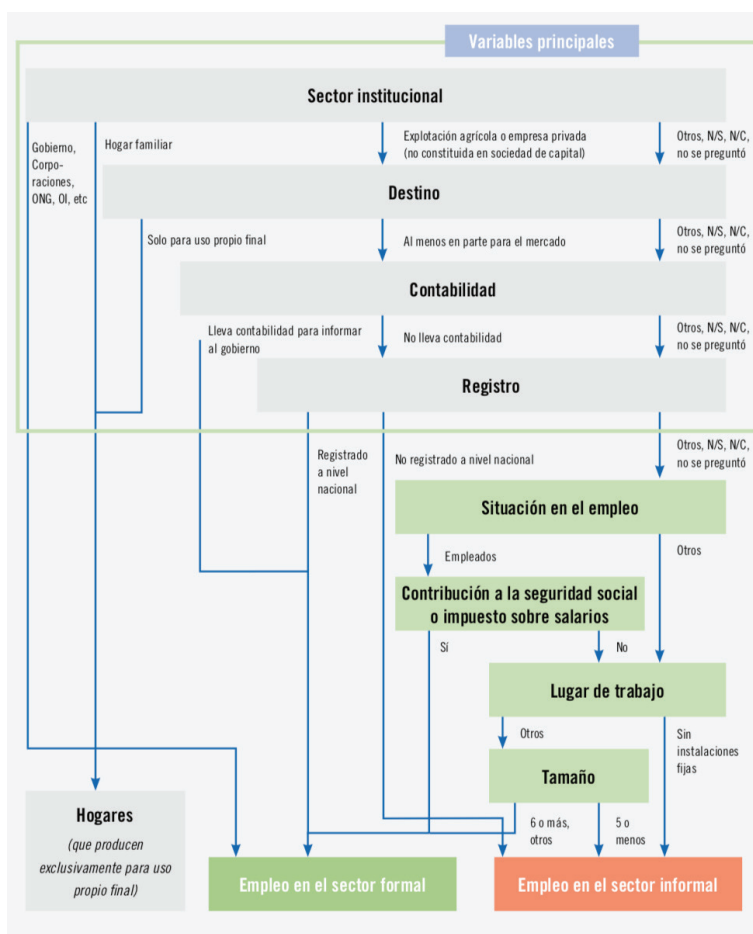 Variables principales
Sector institucional
Gobierno,
Corpo-
raciones,
ONG, OI, etc
Hogar familiar
Explotación agrícola o empresa privada
(no constituida en sociedad de capital)
Otros, N/S, N/C,
no se preguntó
Destino
Solo para uso propio final
Al menos en parte para el mercado
Otros, N/S, N/C,
no se preguntó
Contabilidad
Lleva contabilidad para informar
al gobierno
No lleva contabilidad
Otros, N/S, N/C,
no se preguntó
Registro
Registrado
a nivel
nacional
No registrado a nivel nacional
Otros, N/S, N/C,
no se preguntó
Situación en el empleo
Empleados
Otros
Contribución a la seguridad social
o impuesto sobre salarios
Sí
No
Lugar de trabajo
Otros
Sin
instalaciones
fijas
Tamaño
6 o más,
otros
5 o
menos
Hogares
(que producen
exclusivamente para uso
propio final)
Empleo en el sector formal
Empleo en el sector informal